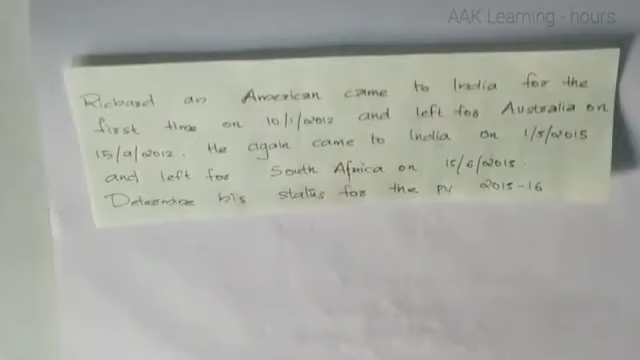 AAK Learning - hours
Richard an American came to India for the
first time on 10/1/2012 and left for Australia on
15/9/2012. He again came to India on 1/5/2015
and left for South Africa on 15/6/2015.
Determine his status for the PY 2015-16